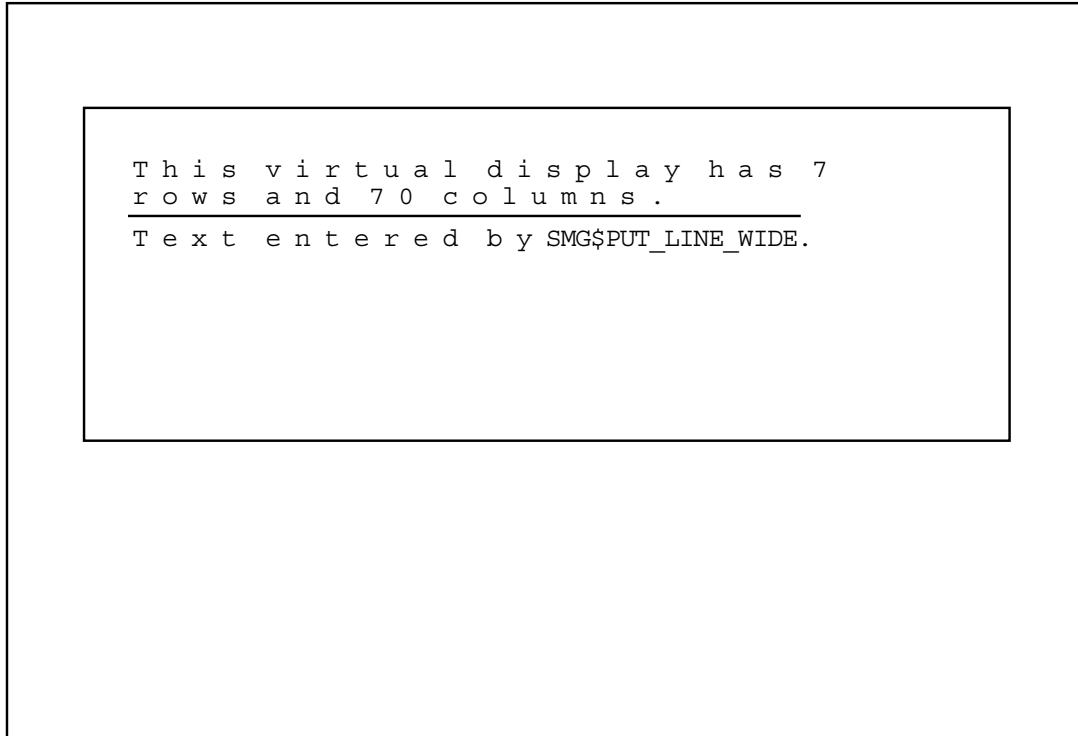 This virtual display has 7
rows and 70 columns.
Text entered by SMG$PUT_LINE_WIDE.